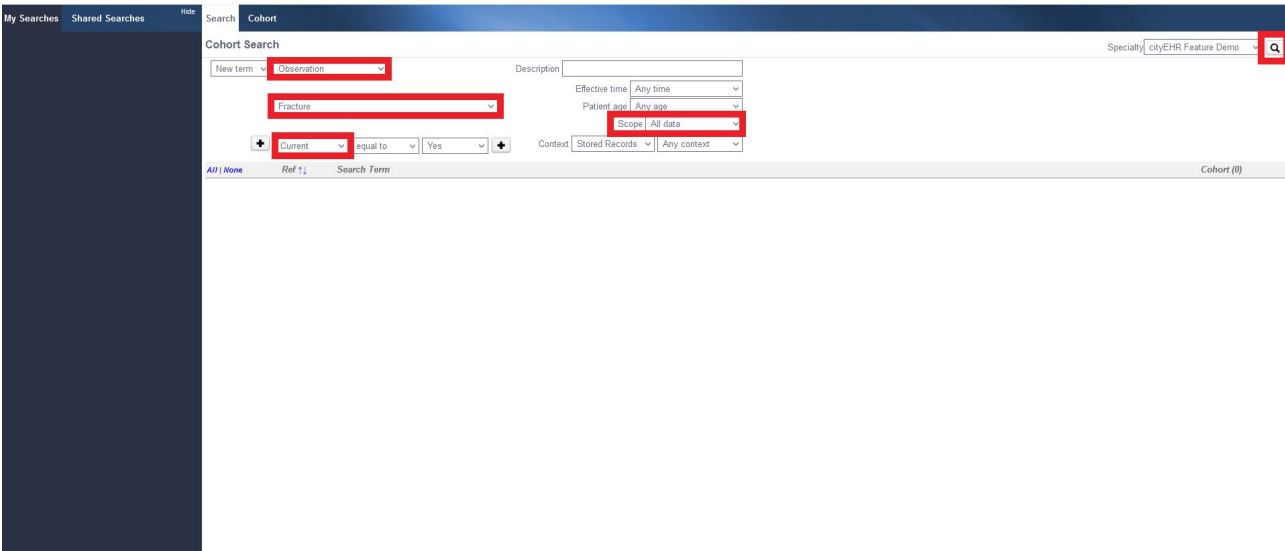 My Searches Shared Searches Hide Search Cohort
Cohort Search
Specialty cityEHR Feature Demo
New term Observation Description
Effective time Any time
Fracture Patient age Any age
Scope All data
Current equal to Yes Context Stored Records Any context
All | None Ref ↑↓ Search Term Cohort (0)